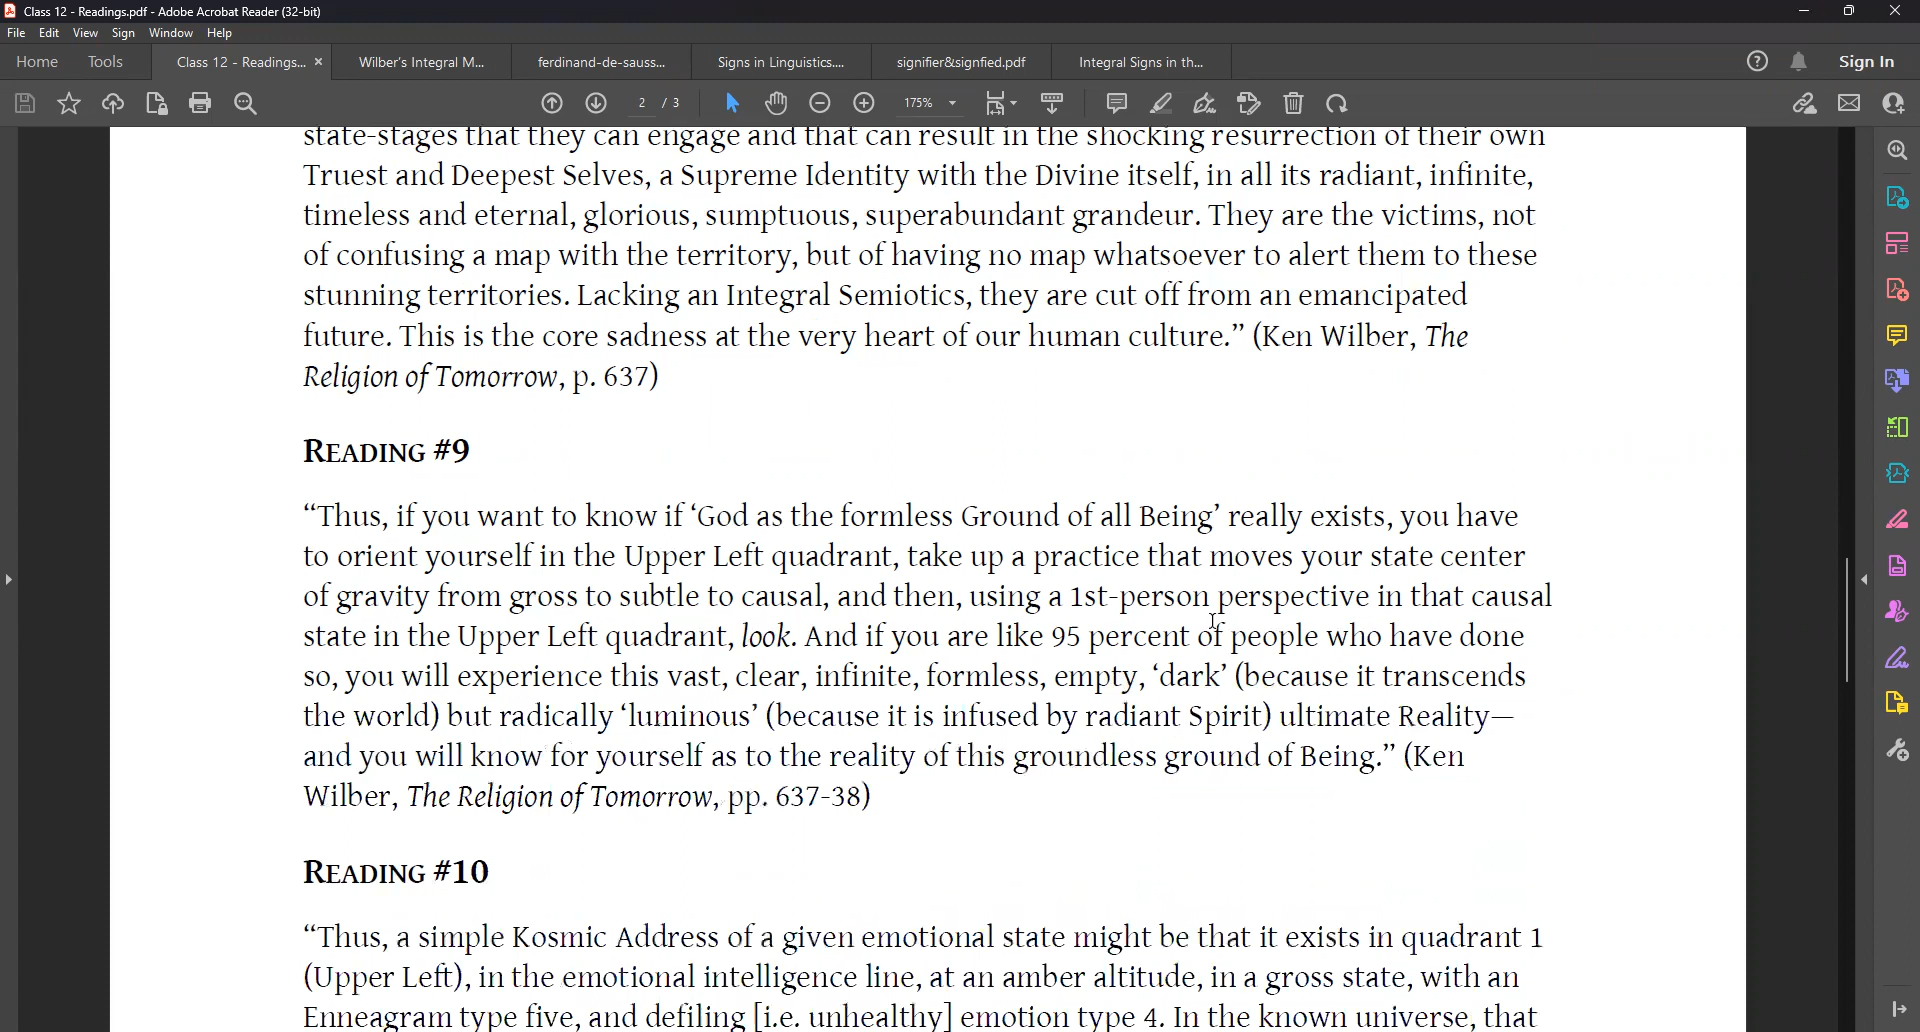 Class 12 - Readings.pdf - Adobe Acrobat Reader (32-bit)
File Edit View Sign Window Help
Home Tools Class 12 - Readings... × Wilber's Integral M... ferdinand-de-sauss... Signs in Linguistics.... signifier&signfied.pdf Integral Signs in th... Sign In
2 / 3 175%
state-stages that they can engage and that can result in the shocking resurrection of their own
Truest and Deepest Selves, a Supreme Identity with the Divine itself, in all its radiant, infinite,
timeless and eternal, glorious, sumptuous, superabundant grandeur. They are the victims, not
of confusing a map with the territory, but of having no map whatsoever to alert them to these
stunning territories. Lacking an Integral Semiotics, they are cut off from an emancipated
future. This is the core sadness at the very heart of our human culture.” (Ken Wilber, The
Religion of Tomorrow, p. 637)
READING #9
“Thus, if you want to know if ‘God as the formless Ground of all Being’ really exists, you have
to orient yourself in the Upper Left quadrant, take up a practice that moves your state center
of gravity from gross to subtle to causal, and then, using a 1st-person perspective in that causal
state in the Upper Left quadrant, look. And if you are like 95 percent of people who have done
so, you will experience this vast, clear, infinite, formless, empty, ‘dark’ (because it transcends
the world) but radically ‘luminous’ (because it is infused by radiant Spirit) ultimate Reality—
and you will know for yourself as to the reality of this groundless ground of Being.” (Ken
Wilber, The Religion of Tomorrow, pp. 637-38)
READING #10
“Thus, a simple Kosmic Address of a given emotional state might be that it exists in quadrant 1
(Upper Left), in the emotional intelligence line, at an amber altitude, in a gross state, with an
Enneagram type five, and defiling [i.e. unhealthy] emotion type 4. In the known universe, that